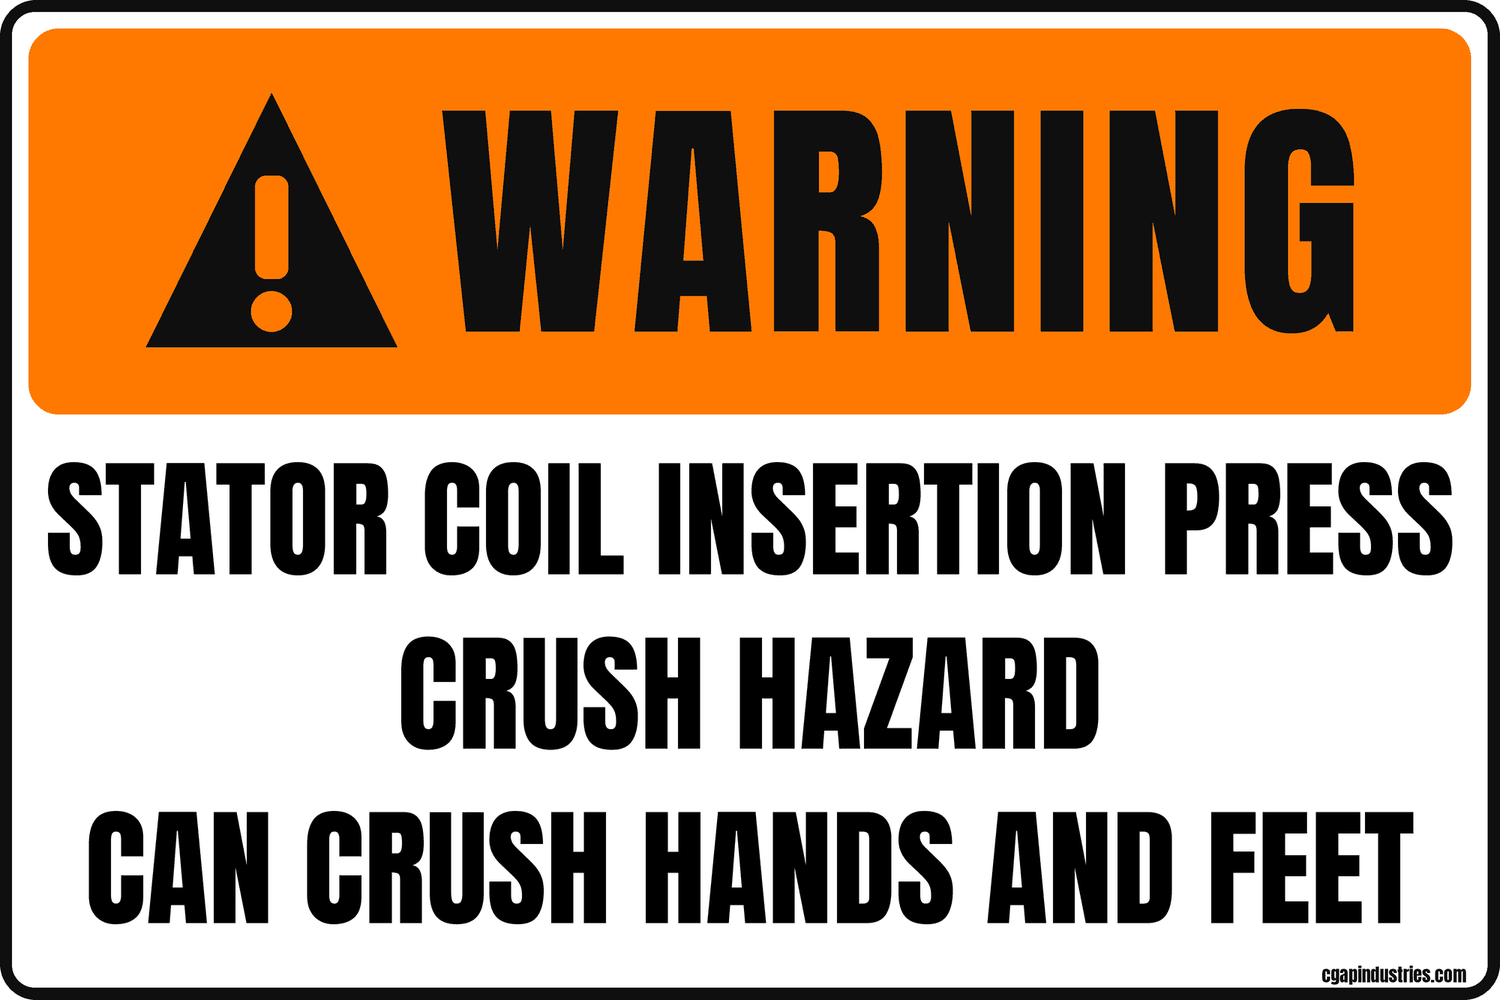 WARNING
STATOR COIL INSERTION PRESS
CRUSH HAZARD
CAN CRUSH HANDS AND FEET
cgapindustries.com